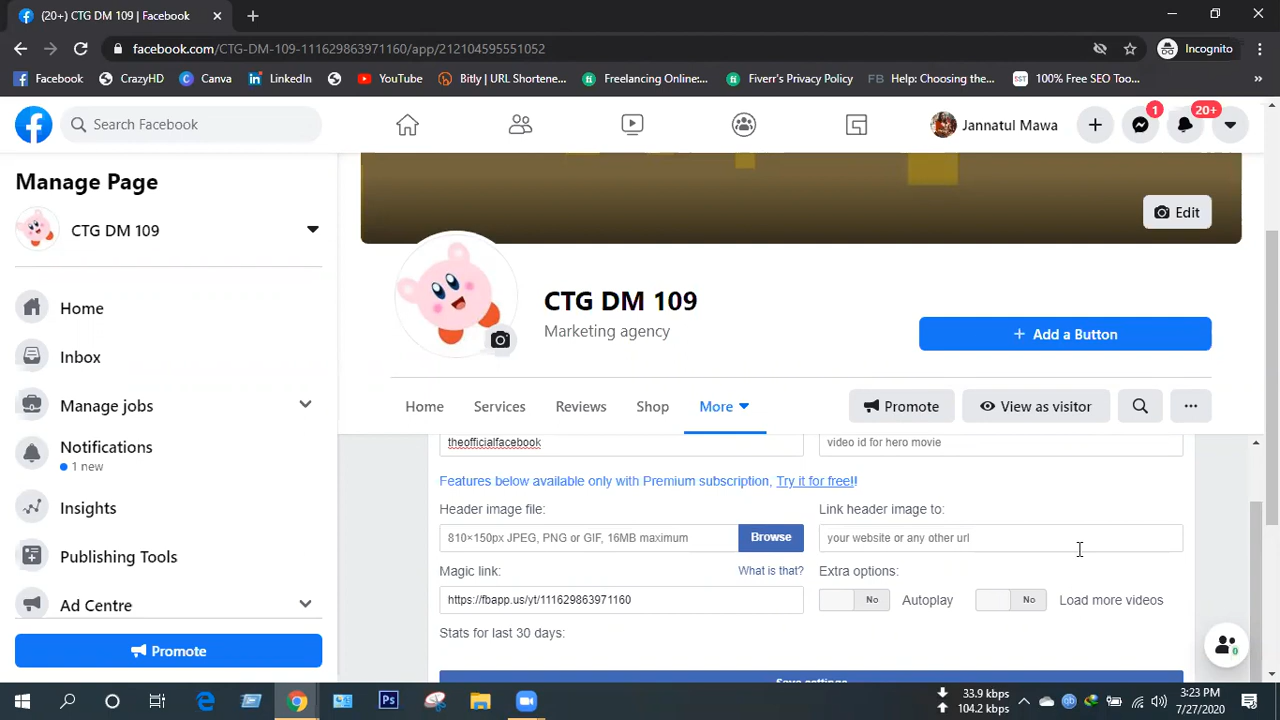 (20+) CTG DM 109 | Facebook
facebook.com/CTG-DM-109-111629863971160/app/212104595551052
Incognito
Facebook CrazyHD Canva LinkedIn YouTube Bitly | URL Shortene... Freelancing Online:... Fiverr's Privacy Policy FB Help: Choosing the... SST 100% Free SEO Too... »
Search Facebook
Jannatul Mawa
1
20+
Manage Page
CTG DM 109
Home
Inbox
Manage jobs
Notifications
1 new
Insights
Publishing Tools
Ad Centre
Promote
Edit
CTG DM 109
Marketing agency
+ Add a Button
Home Services Reviews Shop More Promote View as visitor
theofficialfacebook
video id for hero movie
Features below available only with Premium subscription, Try it for free!!
Header image file:
Link header image to:
810×150px JPEG, PNG or GIF, 16MB maximum
Browse
your website or any other url
Magic link:
What is that?
Extra options:
https://fbapp.us/yt/111629863971160
No Autoplay
No Load more videos
Stats for last 30 days:
Save settings
0
33.9 kbps
104.2 kbps
3:23 PM
7/27/2020